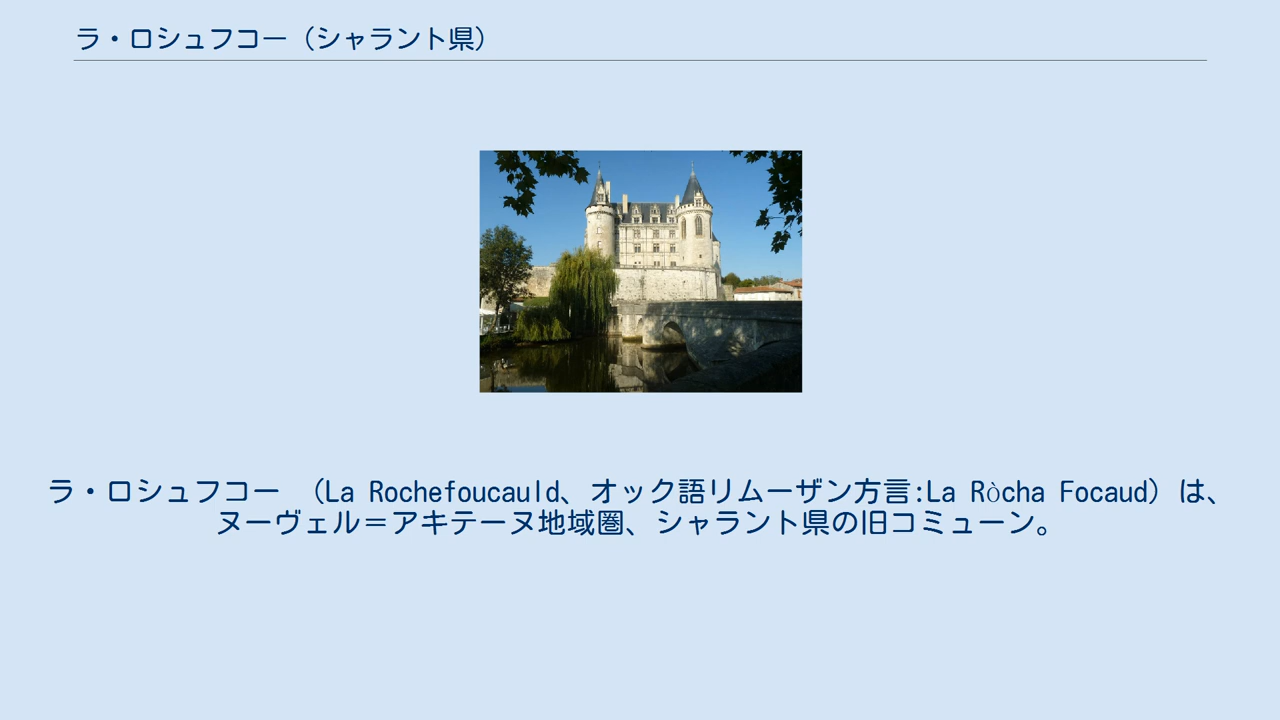 ラ・ロシュフコー（シャラント県）
ラ・ロシュフコー　（La Rochefoucauld、オック語リムーザン方言:La Ròcha Focaud）は、
ヌーヴェル＝アキテーヌ地域圏、シャラント県の旧コミューン。